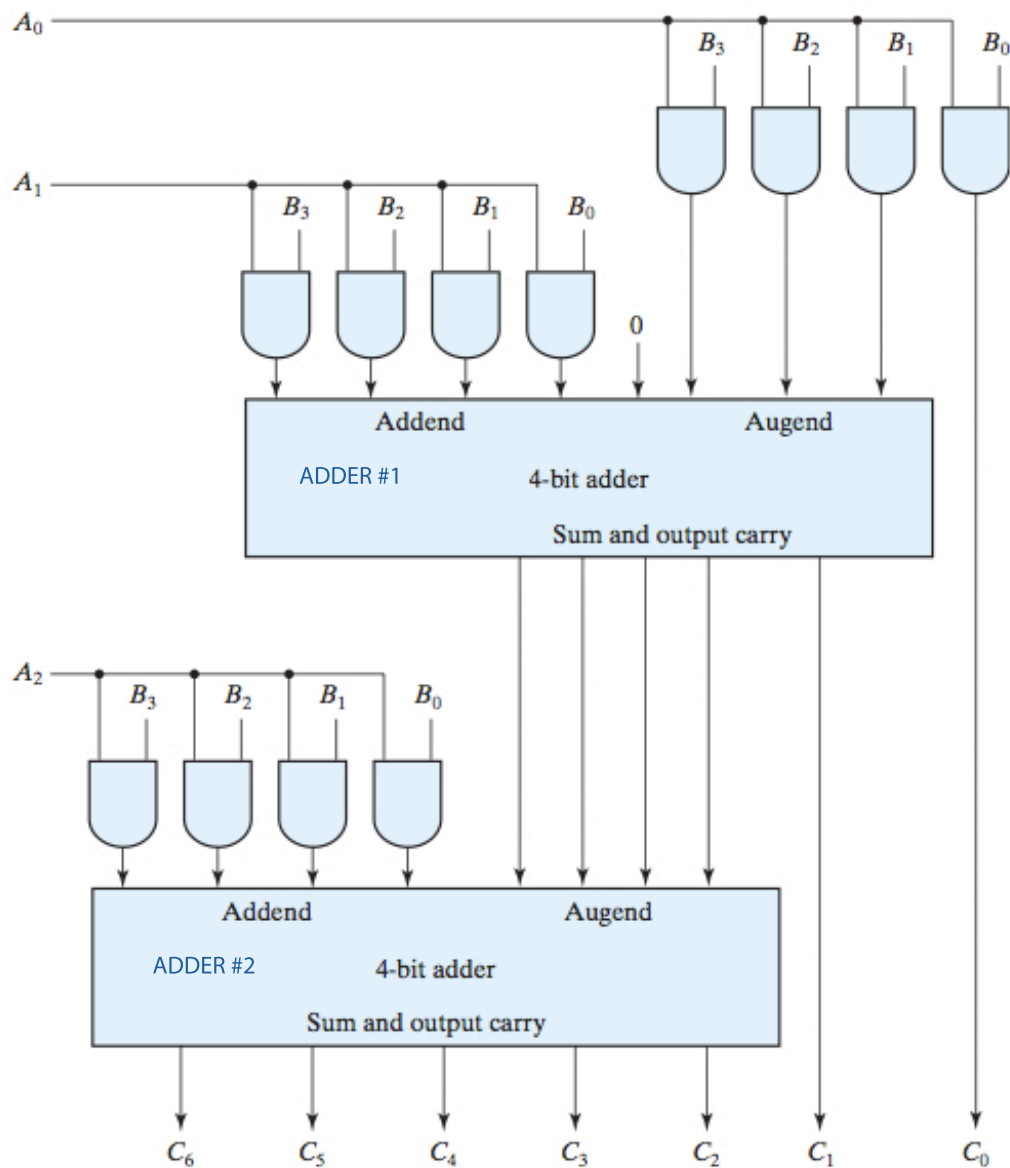 A₀
B₃ B₂ B₁ B₀
A₁
B₃ B₂ B₁ B₀
0
Addend Augend
ADDER #1 4-bit adder
Sum and output carry
A₂
B₃ B₂ B₁ B₀
Addend Augend
ADDER #2 4-bit adder
Sum and output carry
C₆ C₅ C₄ C₃ C₂ C₁ C₀